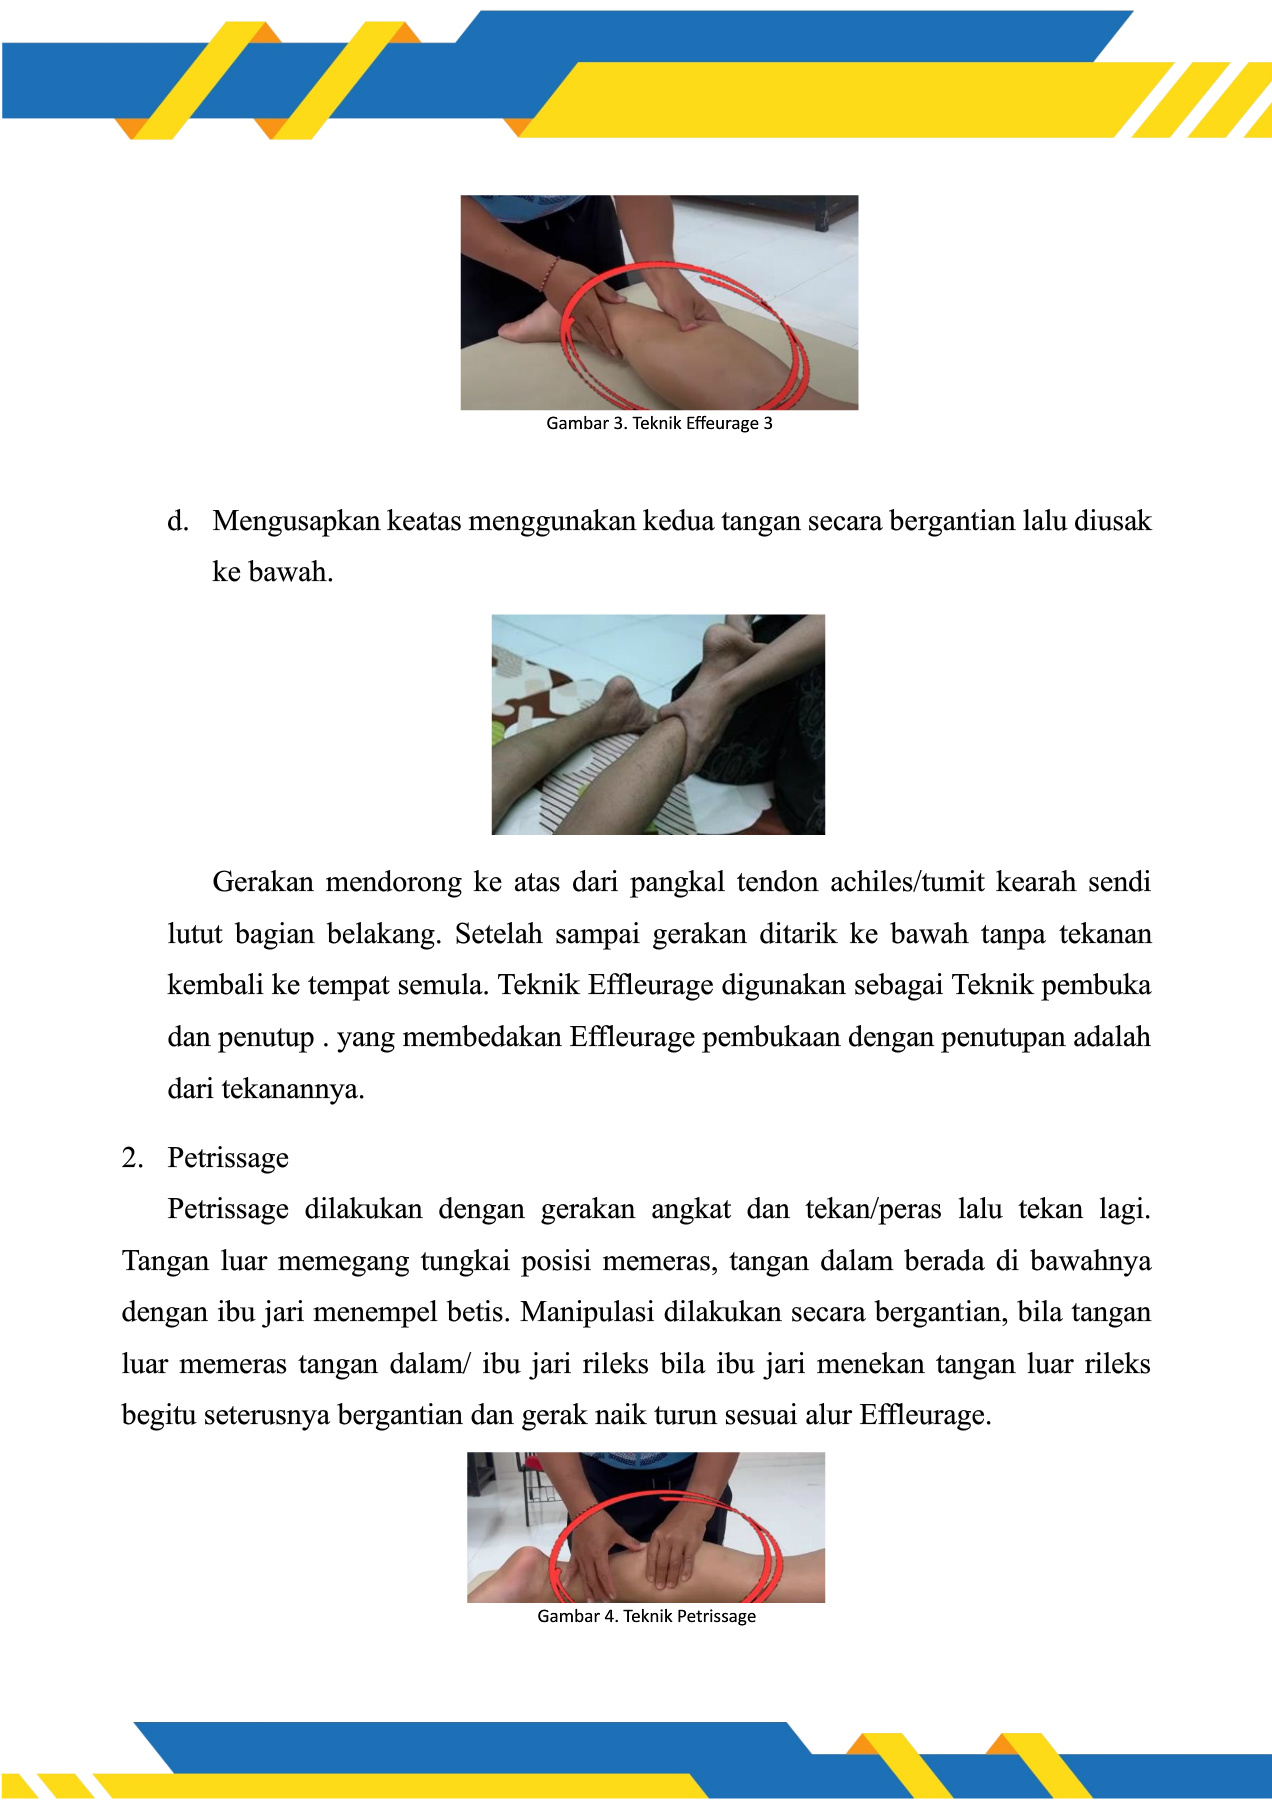 Gambar 3. Teknik Effeurage 3
d. Mengusapkan keatas menggunakan kedua tangan secara bergantian lalu diusak
ke bawah.
Gerakan mendorong ke atas dari pangkal tendon achiles/tumit kearah sendi
lutut bagian belakang. Setelah sampai gerakan ditarik ke bawah tanpa tekanan
kembali ke tempat semula. Teknik Effleurage digunakan sebagai Teknik pembuka
dan penutup . yang membedakan Effleurage pembukaan dengan penutupan adalah
dari tekanannya.
2. Petrissage
Petrissage dilakukan dengan gerakan angkat dan tekan/peras lalu tekan lagi.
Tangan luar memegang tungkai posisi memeras, tangan dalam berada di bawahnya
dengan ibu jari menempel betis. Manipulasi dilakukan secara bergantian, bila tangan
luar memeras tangan dalam/ ibu jari rileks bila ibu jari menekan tangan luar rileks
begitu seterusnya bergantian dan gerak naik turun sesuai alur Effleurage.
Gambar 4. Teknik Petrissage